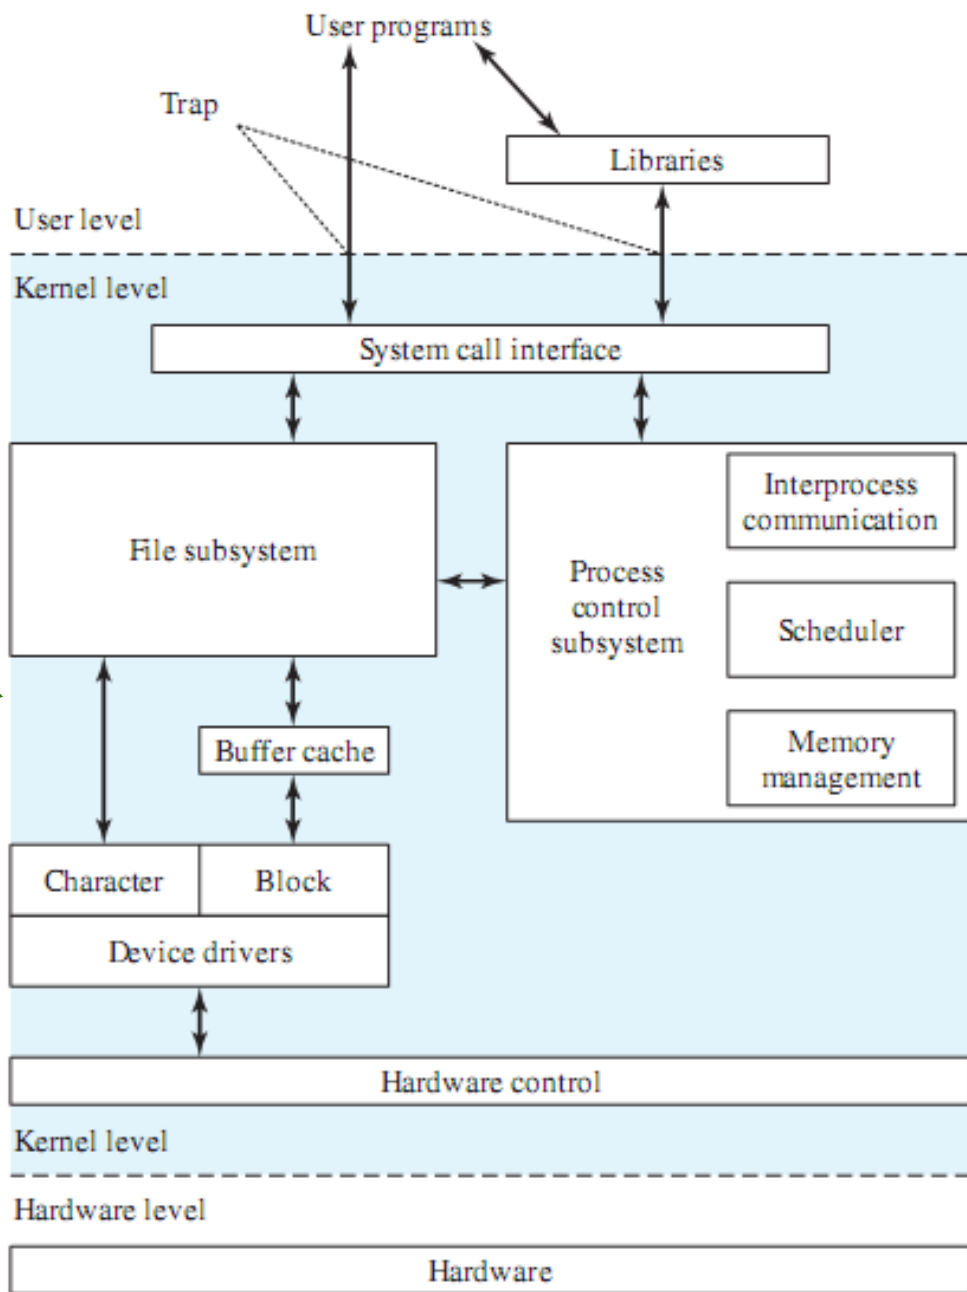 User programs
Trap
Libraries
User level
Kernel level
System call interface
File subsystem
Process
control
subsystem
Interprocess
communication
Scheduler
Memory
management
Buffer cache
Character
Block
Device drivers
Hardware control
Kernel level
Hardware level
Hardware